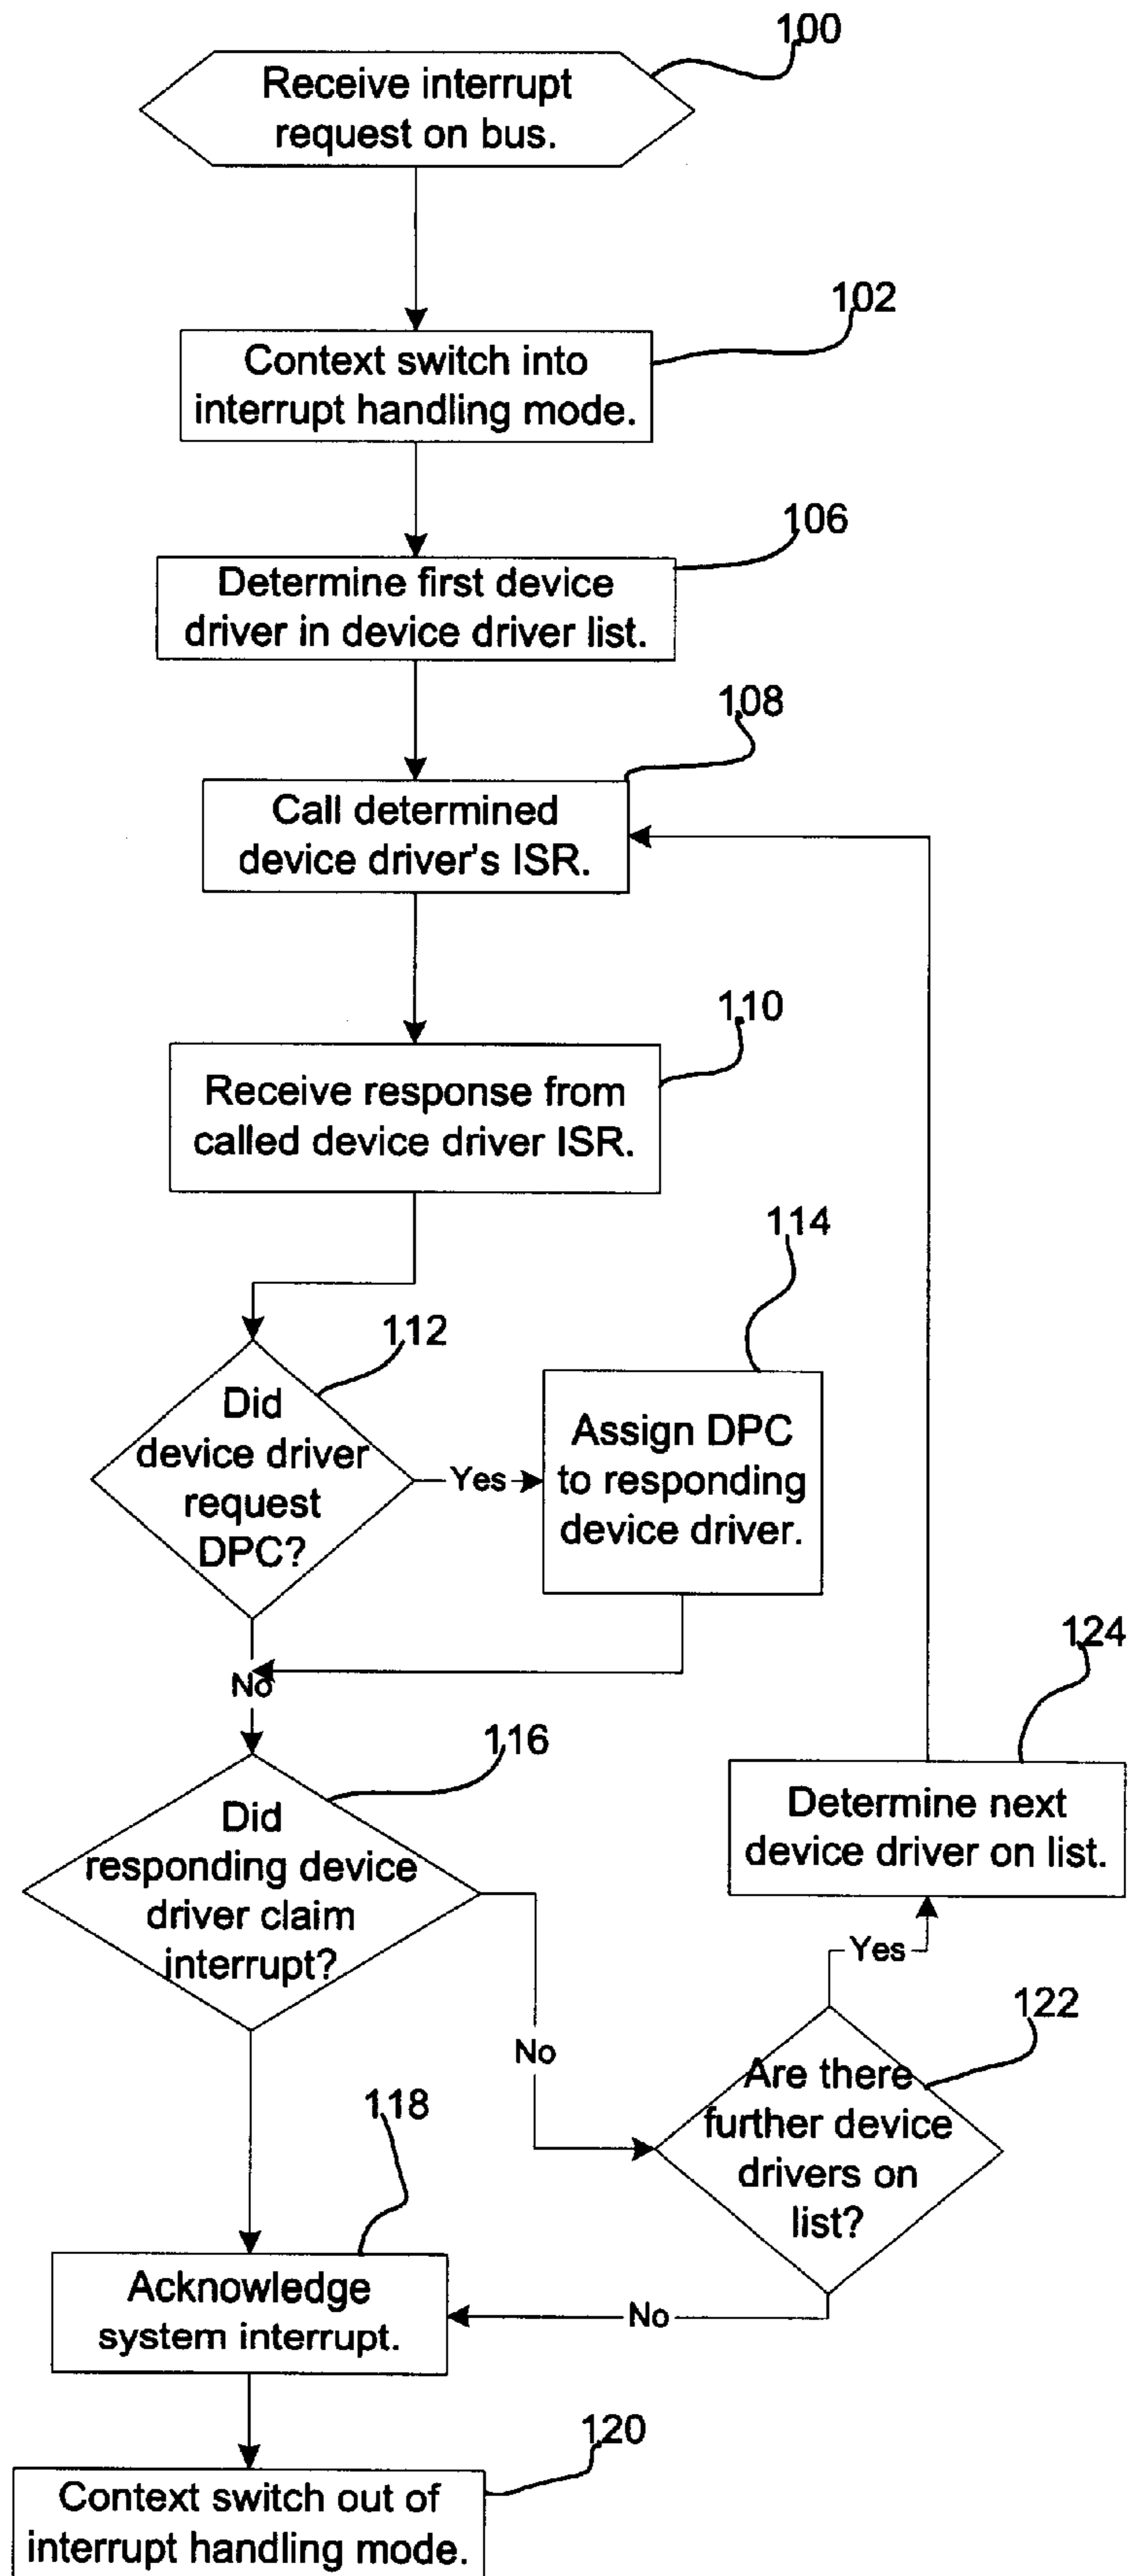 100
Receive interrupt
request on bus.
102
Context switch into
interrupt handling mode.
106
Determine first device
driver in device driver list.
108
Call determined
device driver's ISR.
110
Receive response from
called device driver ISR.
114
112
Did
device driver
request
DPC?
Yes
Assign DPC
to responding
device driver.
No
124
116
Did
responding device
driver claim
interrupt?
Determine next
device driver on list.
Yes
No
122
Are there
further device
drivers on
list?
118
Acknowledge
system interrupt.
No
120
Context switch out of
interrupt handling mode.